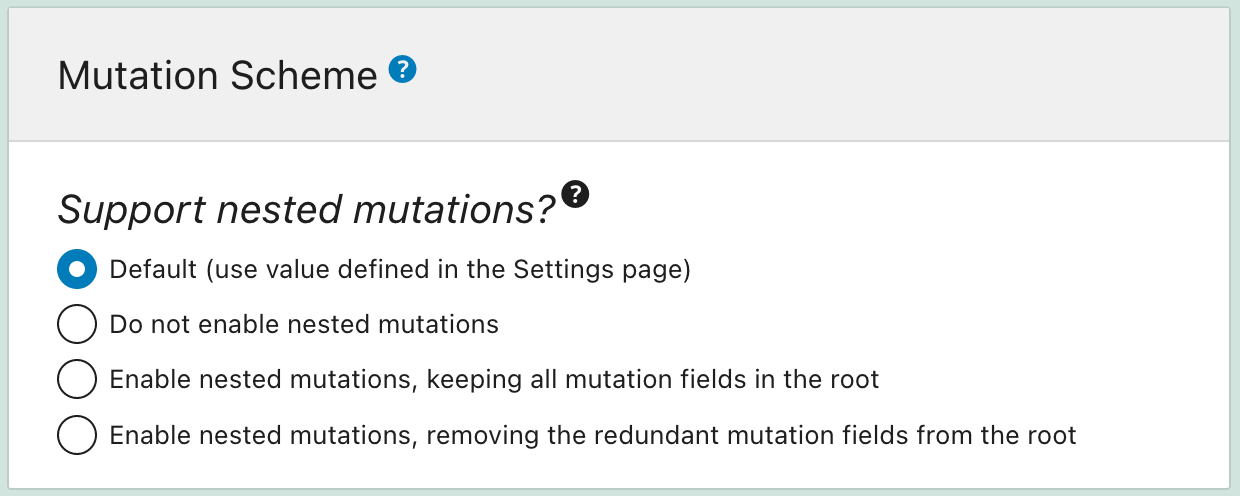 Mutation Scheme ?
Support nested mutations? ?
Default (use value defined in the Settings page)
Do not enable nested mutations
Enable nested mutations, keeping all mutation fields in the root
Enable nested mutations, removing the redundant mutation fields from the root